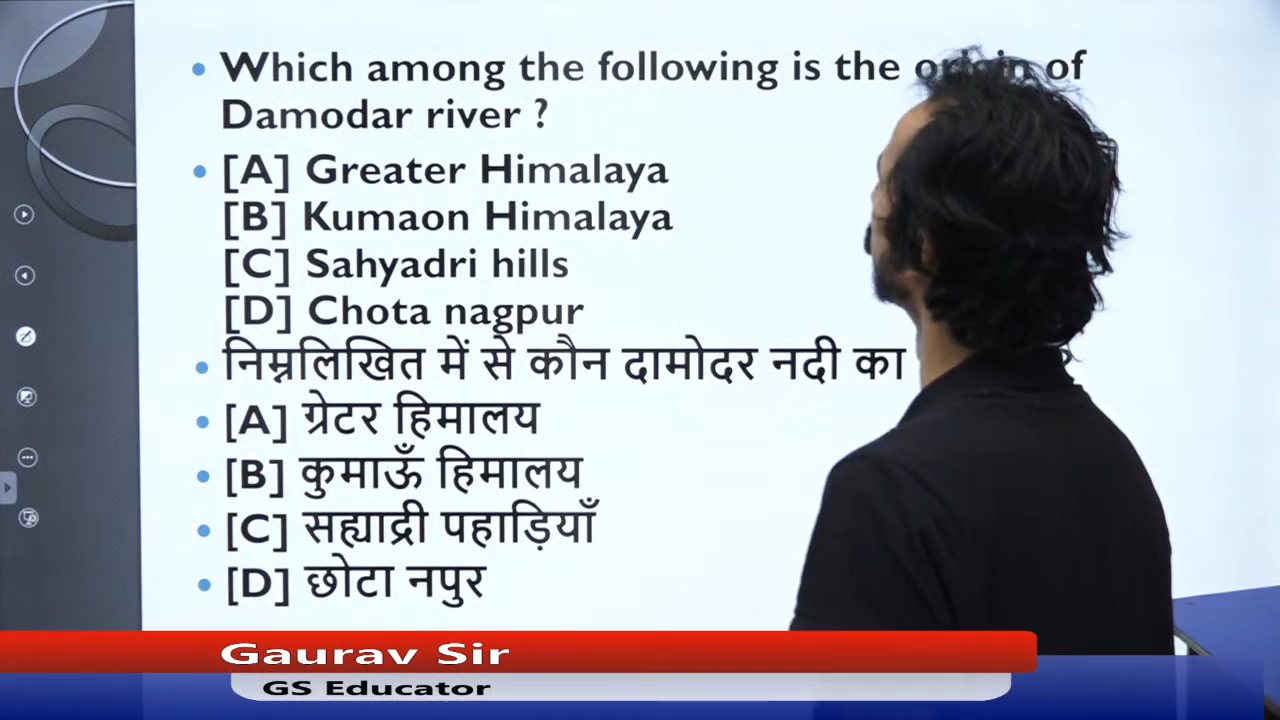 Which among the following is the origin of
Damodar river ?
[A] Greater Himalaya
[B] Kumaon Himalaya
[C] Sahyadri hills
[D] Chota nagpur
निम्नलिखित में से कौन दामोदर नदी का
[A] ग्रेटर हिमालय
[B] कुमाऊँ हिमालय
[C] सह्याद्री पहाड़ियाँ
[D] छोटा नपुर
Gaurav Sir
GS Educator